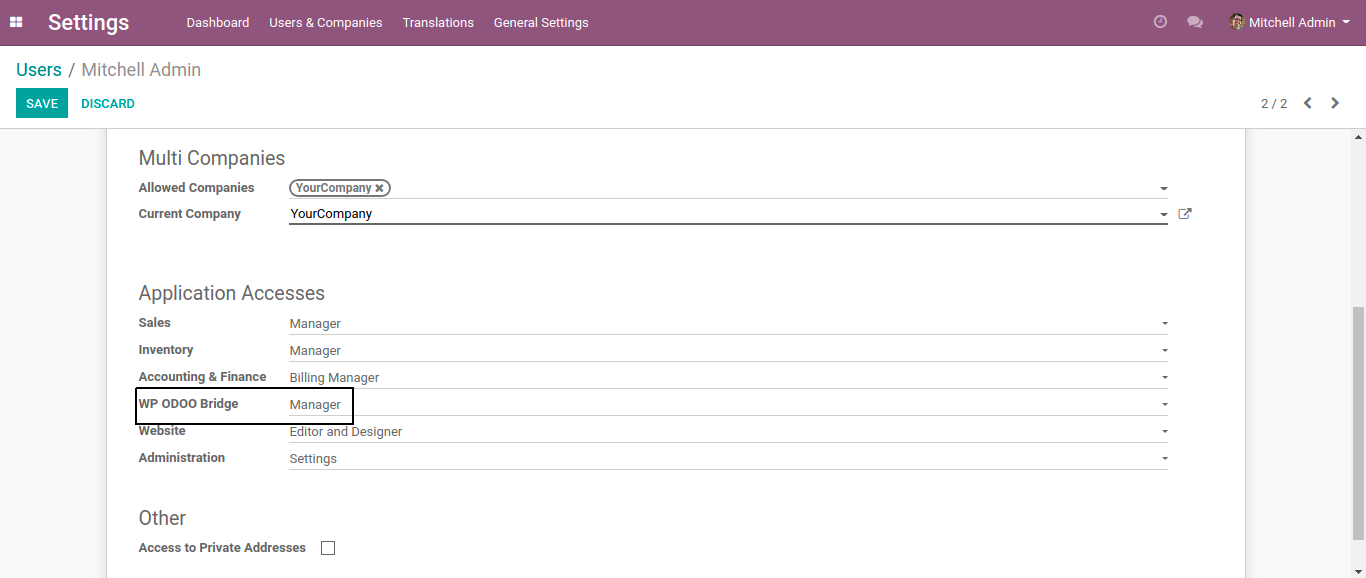 Settings Dashboard Users & Companies Translations General Settings Mitchell Admin
Users / Mitchell Admin
SAVE DISCARD 2 / 2
Multi Companies
Allowed Companies YourCompany
Current Company YourCompany
Application Accesses
Sales Manager
Inventory Manager
Accounting & Finance Billing Manager
WP ODOO Bridge Manager
Website Editor and Designer
Administration Settings
Other
Access to Private Addresses